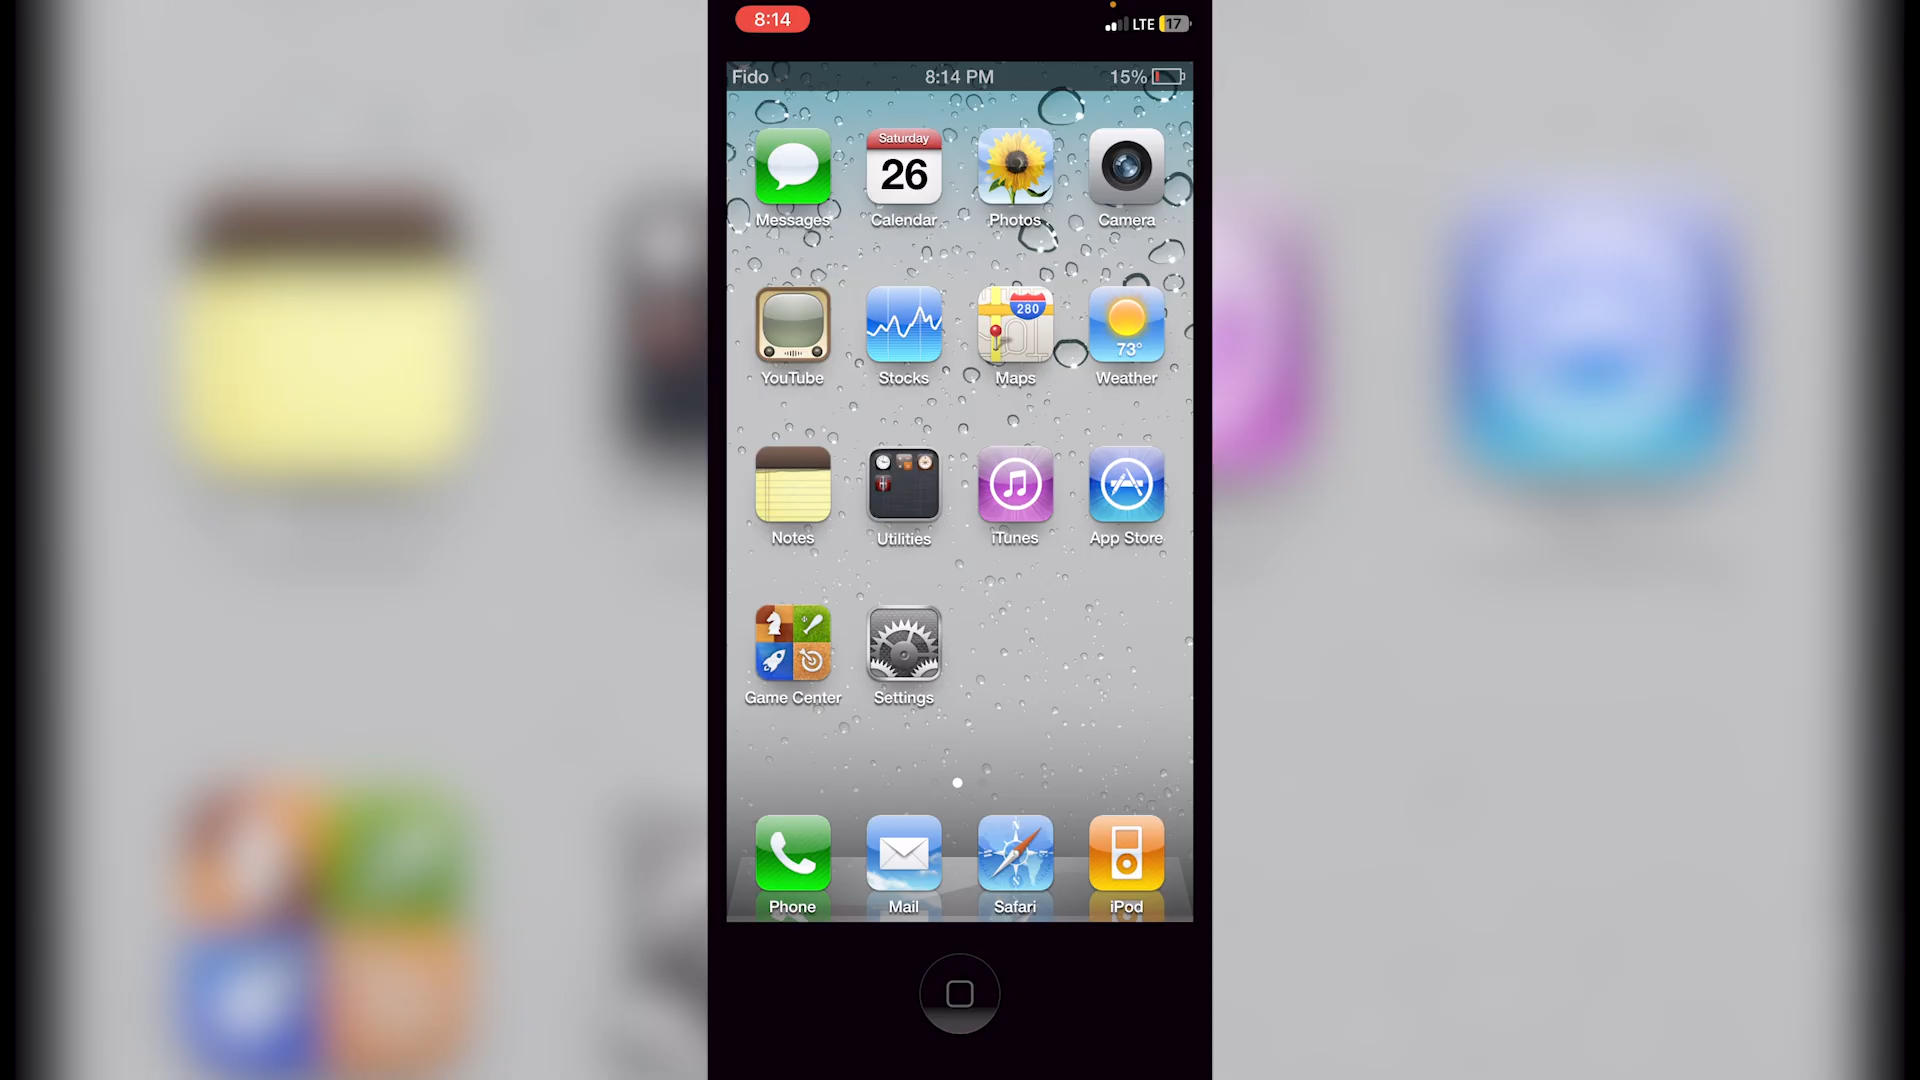 8:14 LTE 17
Fido 8:14 PM 15%
Saturday
26
Messages Calendar Photos Camera
280
73°
YouTube Stocks Maps Weather
Notes Utilities iTunes App Store
Game Center Settings
N
Phone Mail Safari iPod